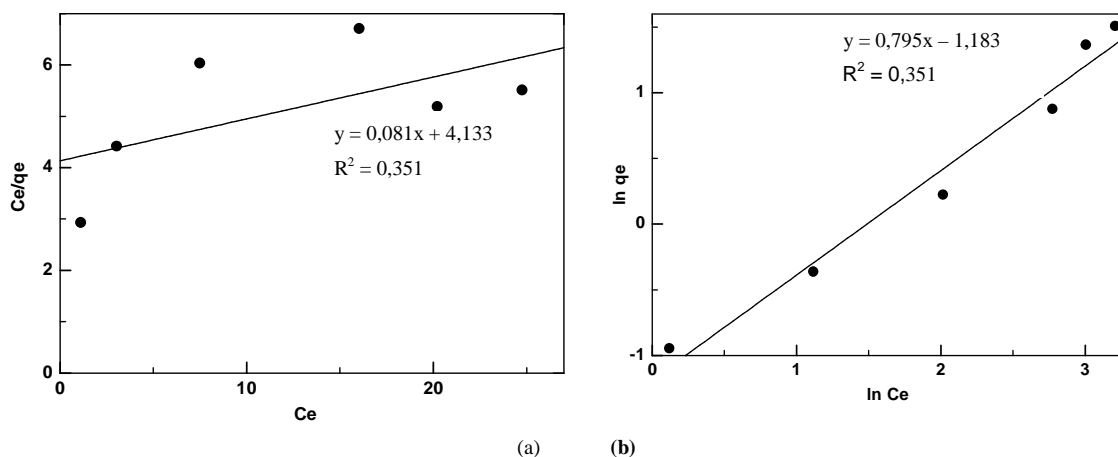 6
4
2
0
0
10
20
Ce/qe
Ce
y = 0,081x + 4,133
R² = 0,351
1
0
-1
0
1
2
3
ln qe
ln Ce
y = 0,795x – 1,183
R² = 0,351
(a)
(b)